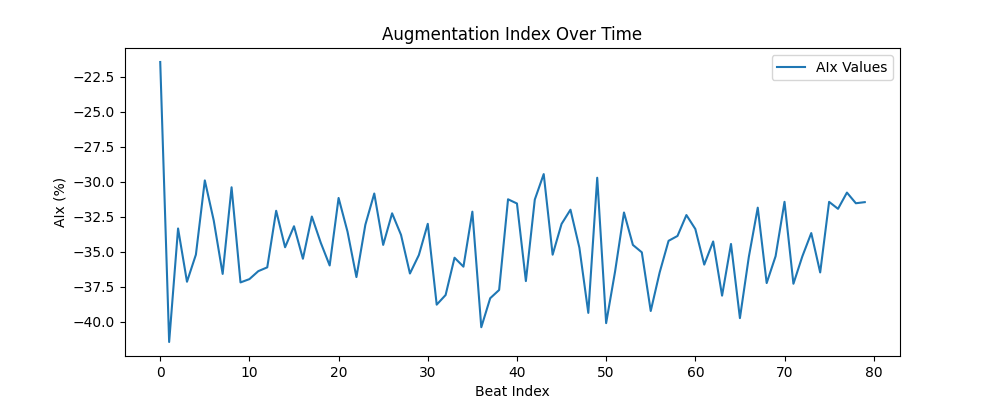 Augmentation Index Over Time
AIx Values
AIx (%)
−22.5
−25.0
−27.5
−30.0
−32.5
−35.0
−37.5
−40.0
0 10 20 30 40 50 60 70 80
Beat Index